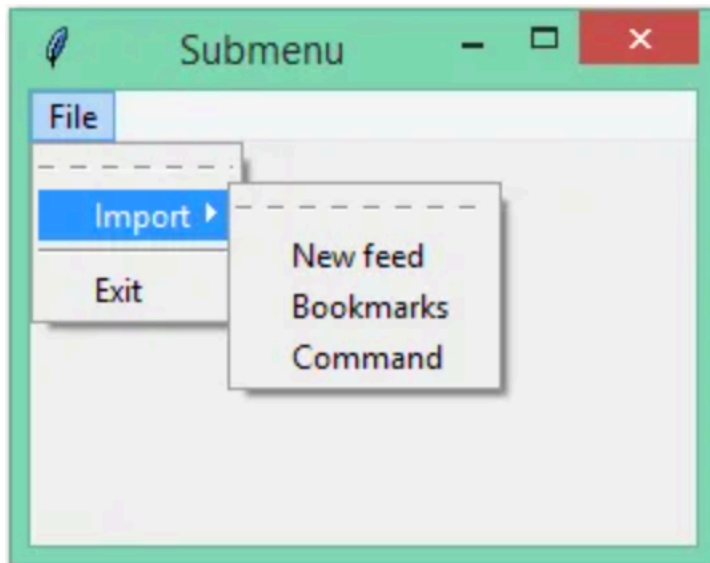 Submenu
File
Import
New feed
Exit
Bookmarks
Command